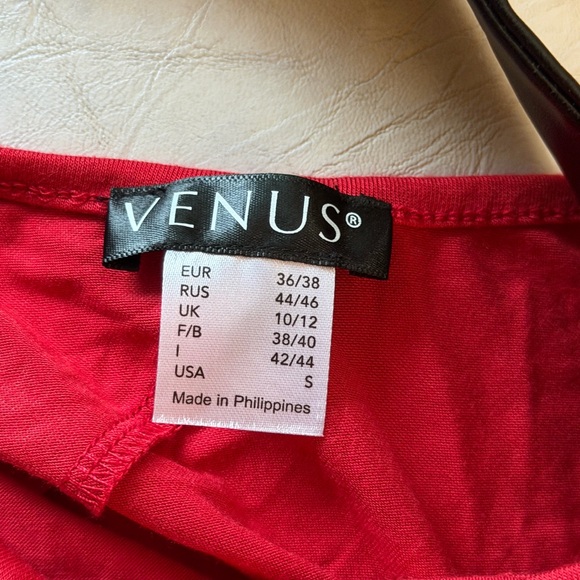 VENUS®
EUR 36/38
RUS 44/46
UK 10/12
F/B 38/40
I 42/44
USA S
Made in Philippines